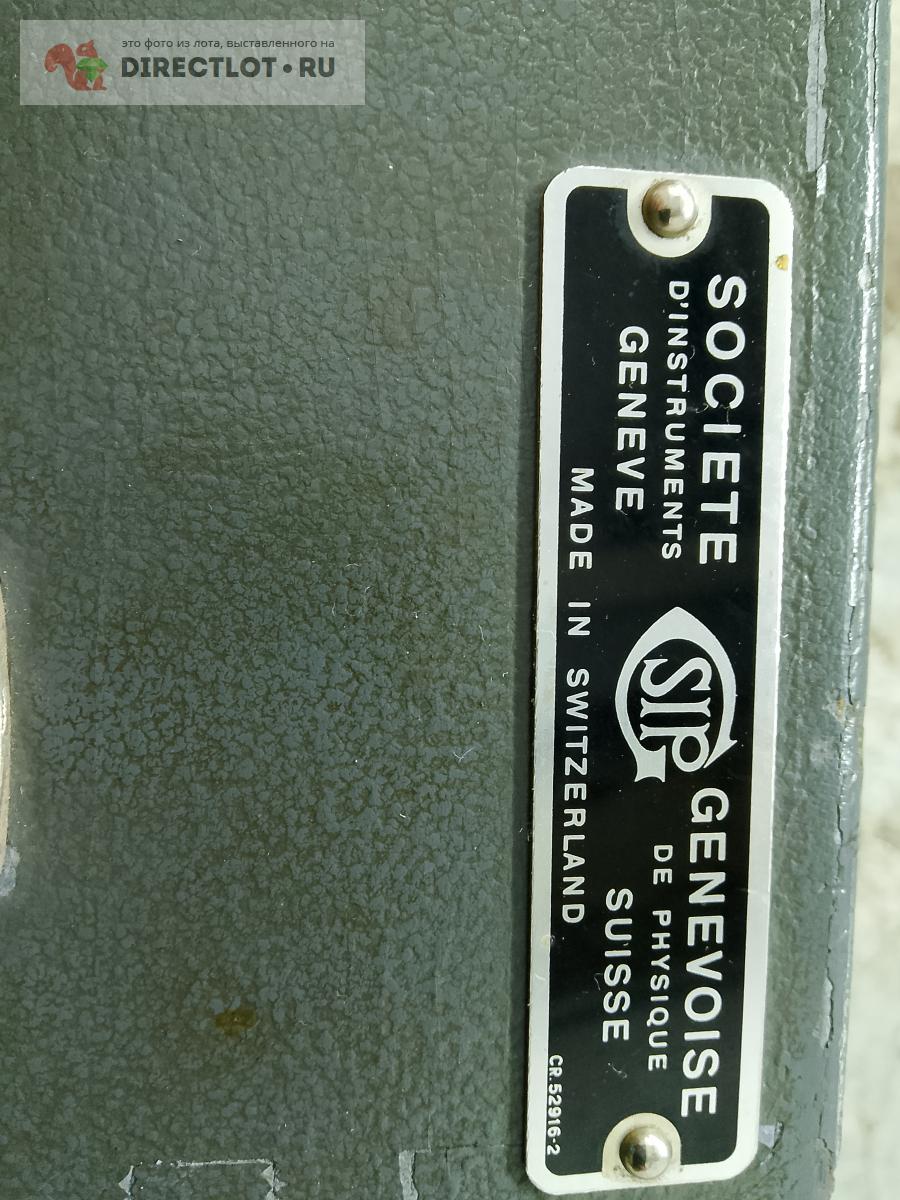 это фото из лота, выставленного на
DIRECTLOT•RU
SOCIETE GENEVOISE
D'INSTRUMENTS DE PHYSIQUE
GENEVE SUISSE
SIP
MADE IN SWITZERLAND
CR.52916-2